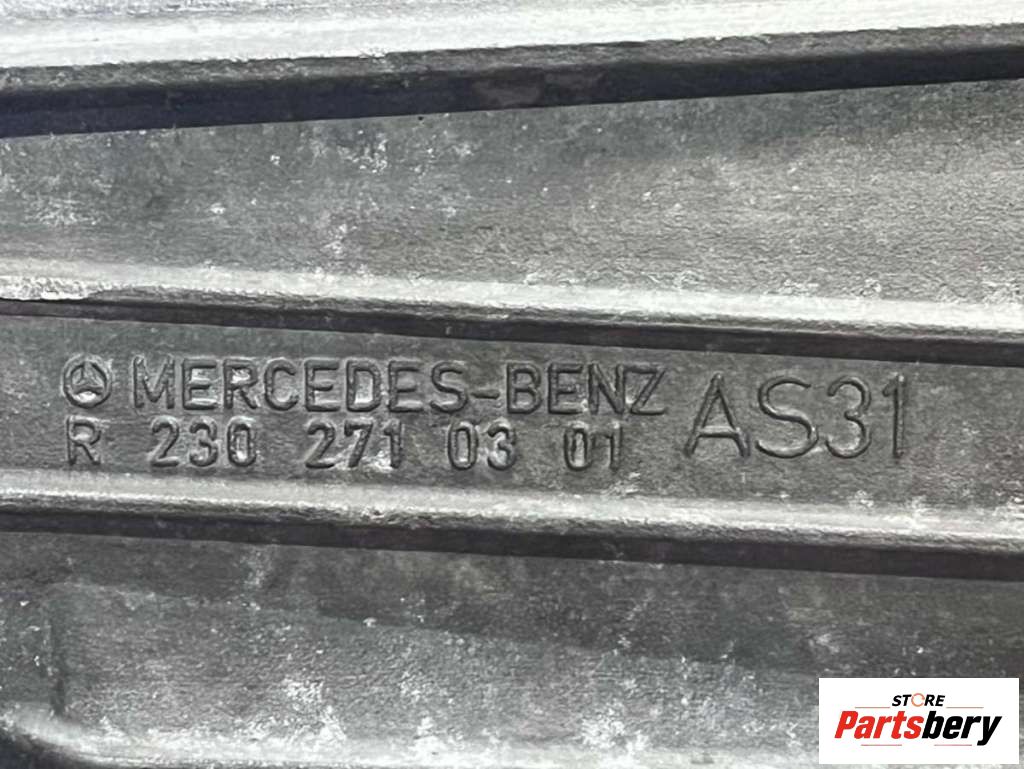 MERCEDES-BENZ AS31
R 230 271 03 01
STORE
Partsbery